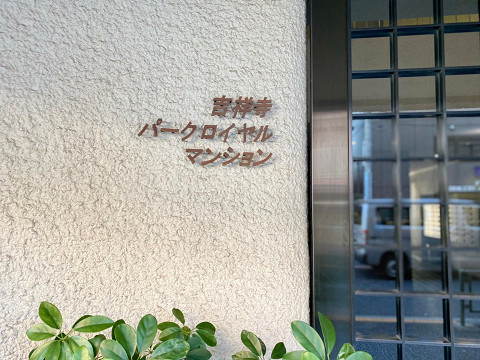 吉祥寺
パークロイヤル
マンション